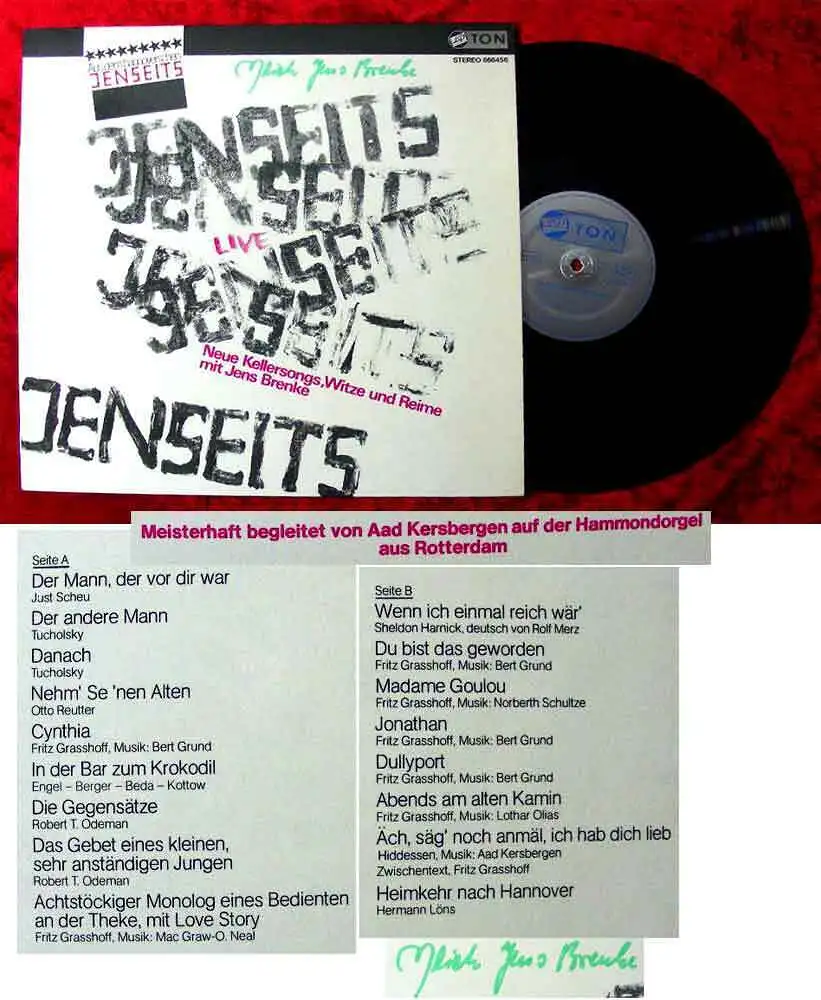 Aus dem hannoverschen
JENSEITS
TON
STEREO 666456
Jens Brenke
JENSEITS
JENSEITS
LIVE
JENSEITS
JENSEITS
Neue Kellersongs, Witze und Reime
mit Jens Brenke
JENSEITS
TON
Meisterhaft begleitet von Aad Kersbergen auf der Hammondorgel
aus Rotterdam
Seite A
Der Mann, der vor dir war
Just Scheu
Der andere Mann
Tucholsky
Danach
Tucholsky
Nehm' Se 'nen Alten
Otto Reutter
Cynthia
Fritz Grasshoff, Musik: Bert Grund
In der Bar zum Krokodil
Engel – Berger – Beda – Kottow
Die Gegensätze
Robert T. Odeman
Das Gebet eines kleinen,
sehr anständigen Jungen
Robert T. Odeman
Achtstöckiger Monolog eines Bedienten
an der Theke, mit Love Story
Fritz Grasshoff, Musik: Mac Graw-O. Neal
Seite B
Wenn ich einmal reich wär'
Sheldon Harnick, deutsch von Rolf Merz
Du bist das geworden
Fritz Grasshoff, Musik: Bert Grund
Madame Goulou
Fritz Grasshoff, Musik: Norberth Schultze
Jonathan
Fritz Grasshoff, Musik: Bert Grund
Dullyport
Fritz Grasshoff, Musik: Bert Grund
Abends am alten Kamin
Fritz Grasshoff, Musik: Lothar Olias
Äch, säg' noch anmäl, ich hab dich lieb
Hiddessen, Musik: Aad Kersbergen
Zwischentext, Fritz Grasshoff
Heimkehr nach Hannover
Hermann Löns
Jens Brenke